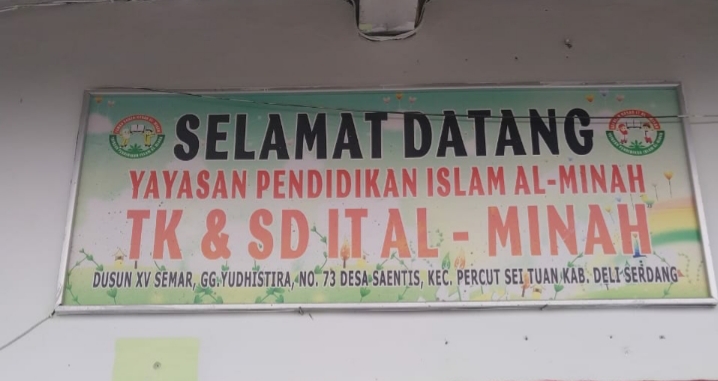 SELAMAT DATANG
YAYASAN PENDIDIKAN ISLAM AL-MINAH
TK & SD IT AL - MINAH
DUSUN XV SEMAR, GG.YUDHISTIRA, NO. 73 DESA SAENTIS, KEC. PERCUT SEI TUAN KAB. DELI SERDANG